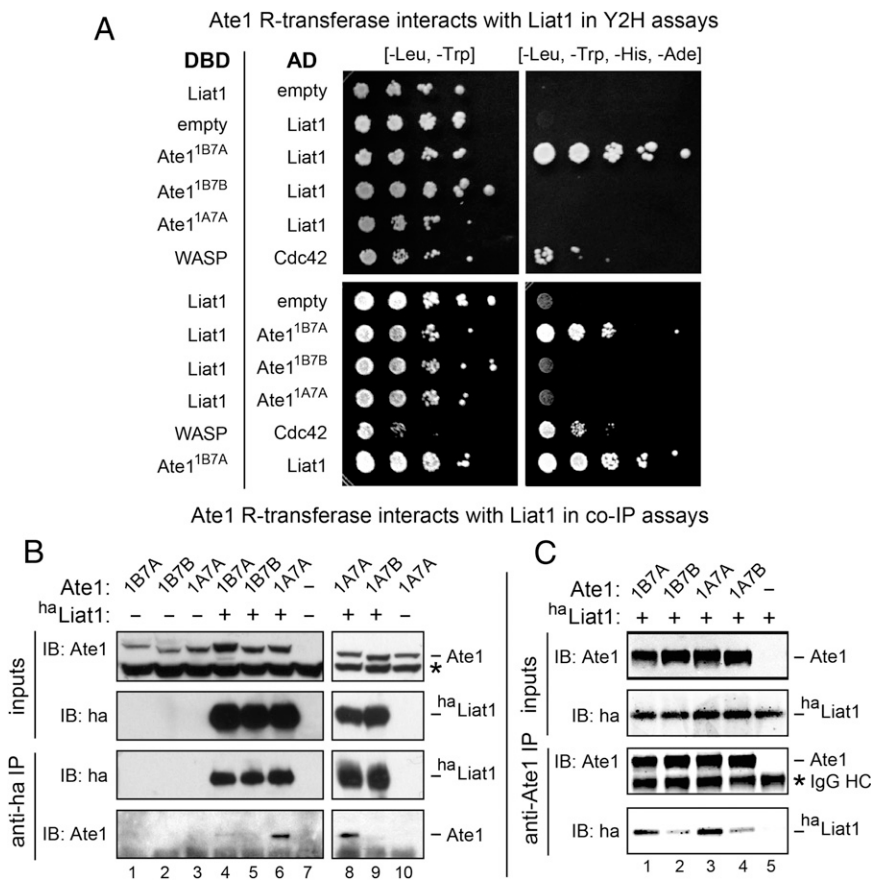 A
Ate1 R-transferase interacts with Liat1 in Y2H assays
DBD AD [-Leu, -Trp] [-Leu, -Trp, -His, -Ade]
Liat1 empty
empty Liat1
Ate1^1B7A Liat1
Ate1^1B7B Liat1
Ate1^1A7A Liat1
WASP Cdc42
Liat1 empty
Liat1 Ate1^1B7A
Liat1 Ate1^1B7B
Liat1 Ate1^1A7A
WASP Cdc42
Ate1^1B7A Liat1
Ate1 R-transferase interacts with Liat1 in co-IP assays
B
Ate1: 1B7A 1B7B 1A7A 1B7A 1B7B 1A7A – 1A7A 1A7B 1A7A
haLiat1: – – – + + + – + + –
inputs
IB: Ate1 – Ate1
*
IB: ha – haLiat1
anti-ha IP
IB: ha – haLiat1
IB: Ate1 – Ate1
1 2 3 4 5 6 7 8 9 10
C
Ate1: 1B7A 1B7B 1A7A 1A7B –
haLiat1: + + + + +
inputs
IB: Ate1 – Ate1
IB: ha – haLiat1
anti-Ate1 IP
IB: Ate1 – Ate1
* IgG HC
IB: ha – haLiat1
1 2 3 4 5